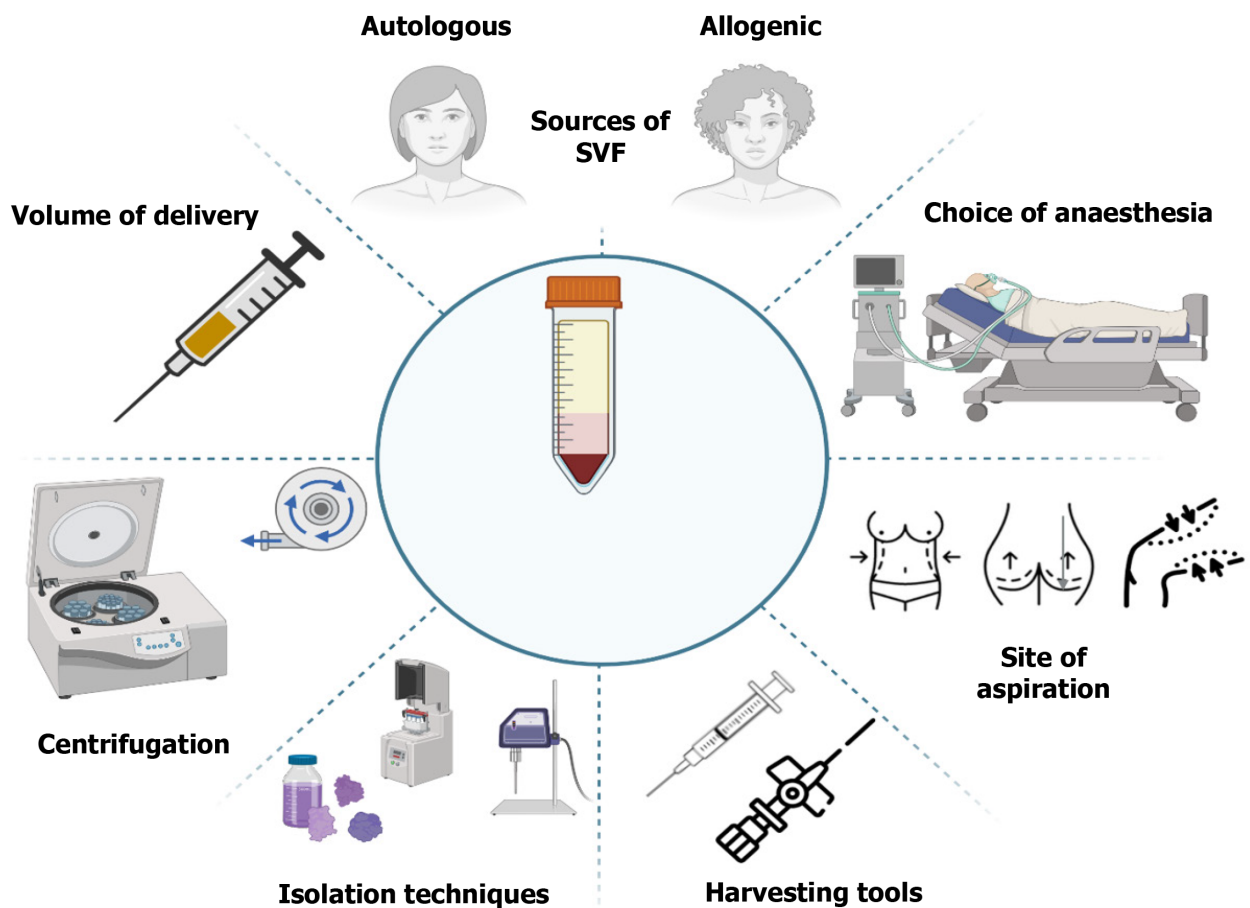 Autologous
Allogenic
Sources of
SVF
Volume of delivery
Choice of anaesthesia
Site of
aspiration
Centrifugation
Isolation techniques
Harvesting tools